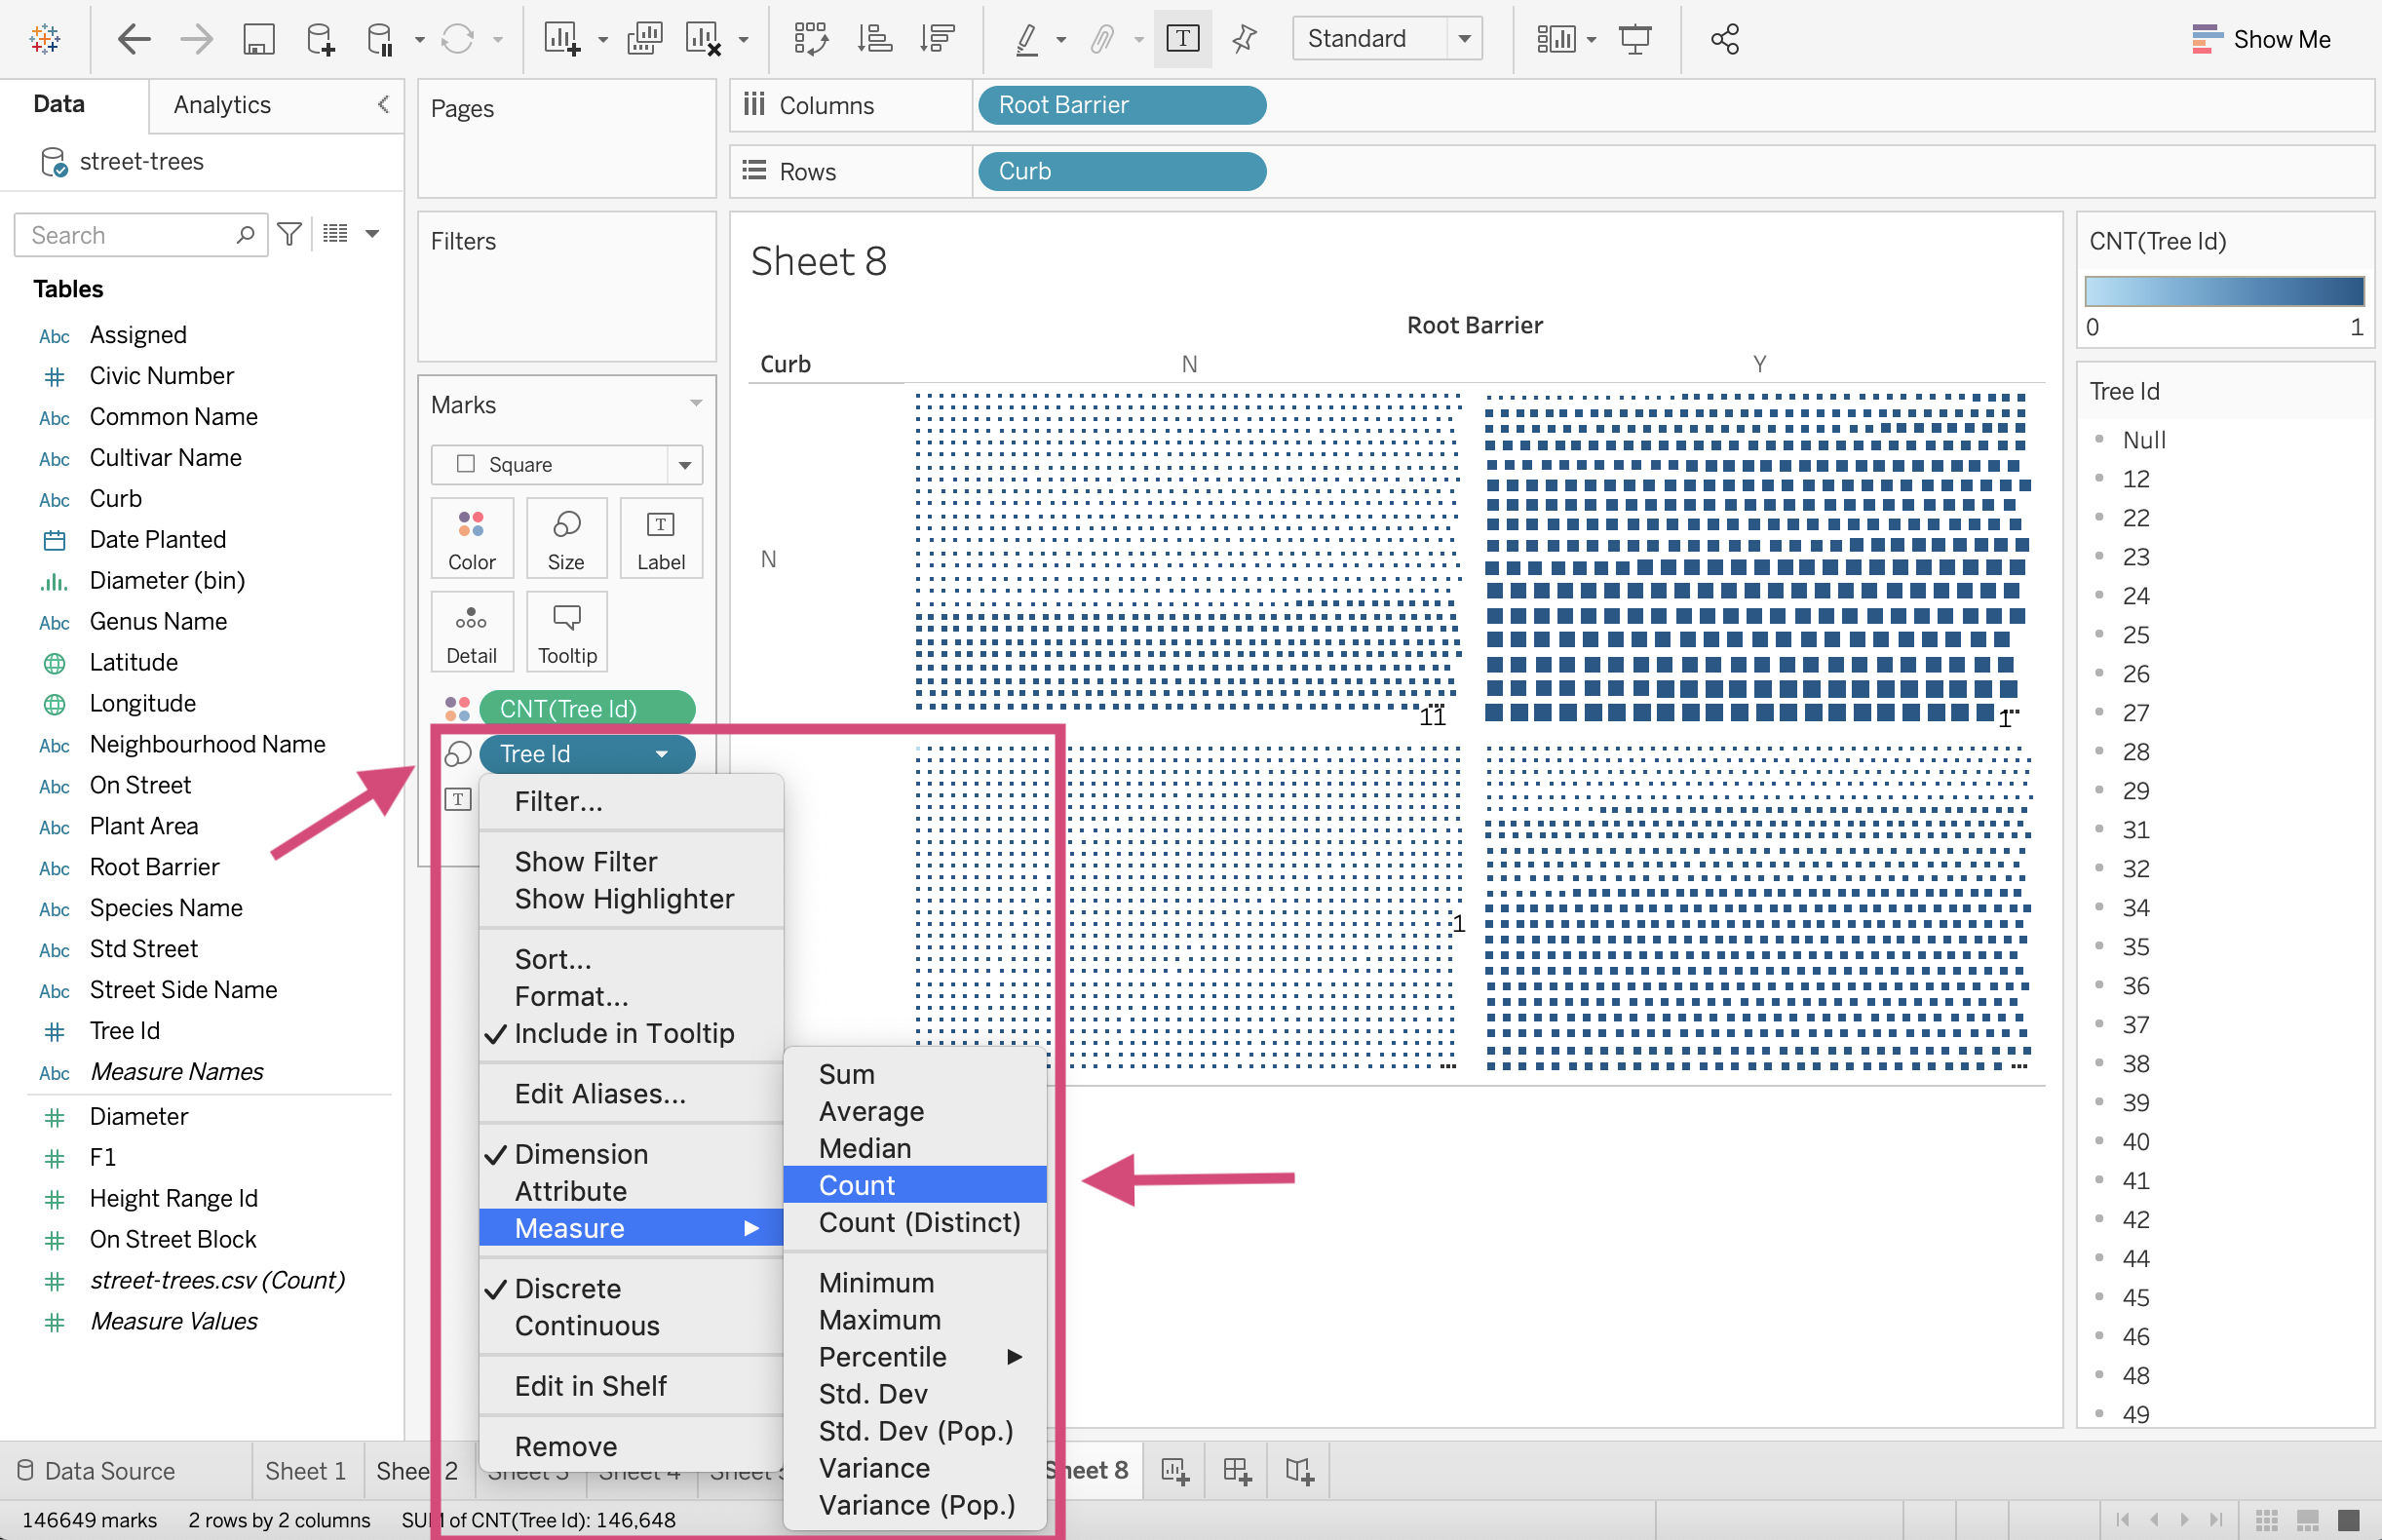 Standard
Show Me
Data
Analytics
street-trees
Search
Tables
Abc Assigned
Civic Number
Abc Common Name
Abc Cultivar Name
Abc Curb
Date Planted
Diameter (bin)
Abc Genus Name
Latitude
Longitude
Abc Neighbourhood Name
Abc On Street
Abc Plant Area
Abc Root Barrier
Abc Species Name
Abc Std Street
Abc Street Side Name
Tree Id
Abc Measure Names
Diameter
F1
Height Range Id
On Street Block
street-trees.csv (Count)
Measure Values
Pages
Filters
Marks
Square
Color
Size
Label
Detail
Tooltip
CNT(Tree Id)
Tree Id
Filter...
Show Filter
Show Highlighter
Sort...
Format...
✓ Include in Tooltip
Edit Aliases...
✓ Dimension
Attribute
Measure
✓ Discrete
Continuous
Edit in Shelf
Remove
Sum
Average
Median
Count
Count (Distinct)
Minimum
Maximum
Percentile
Std. Dev
Std. Dev (Pop.)
Variance
Variance (Pop.)
Columns
Root Barrier
Rows
Curb
Sheet 8
Root Barrier
Curb
N
Y
N
11
1
1
CNT(Tree Id)
0
1
Tree Id
Null
12
22
23
24
25
26
27
28
29
31
32
34
35
36
37
38
39
40
41
42
44
45
46
48
49
Data Source
Sheet 1
Sheet 2
Sheet 3
Sheet 4
Sheet 8
146649 marks
2 rows by 2 columns
SUM of CNT(Tree Id): 146,648